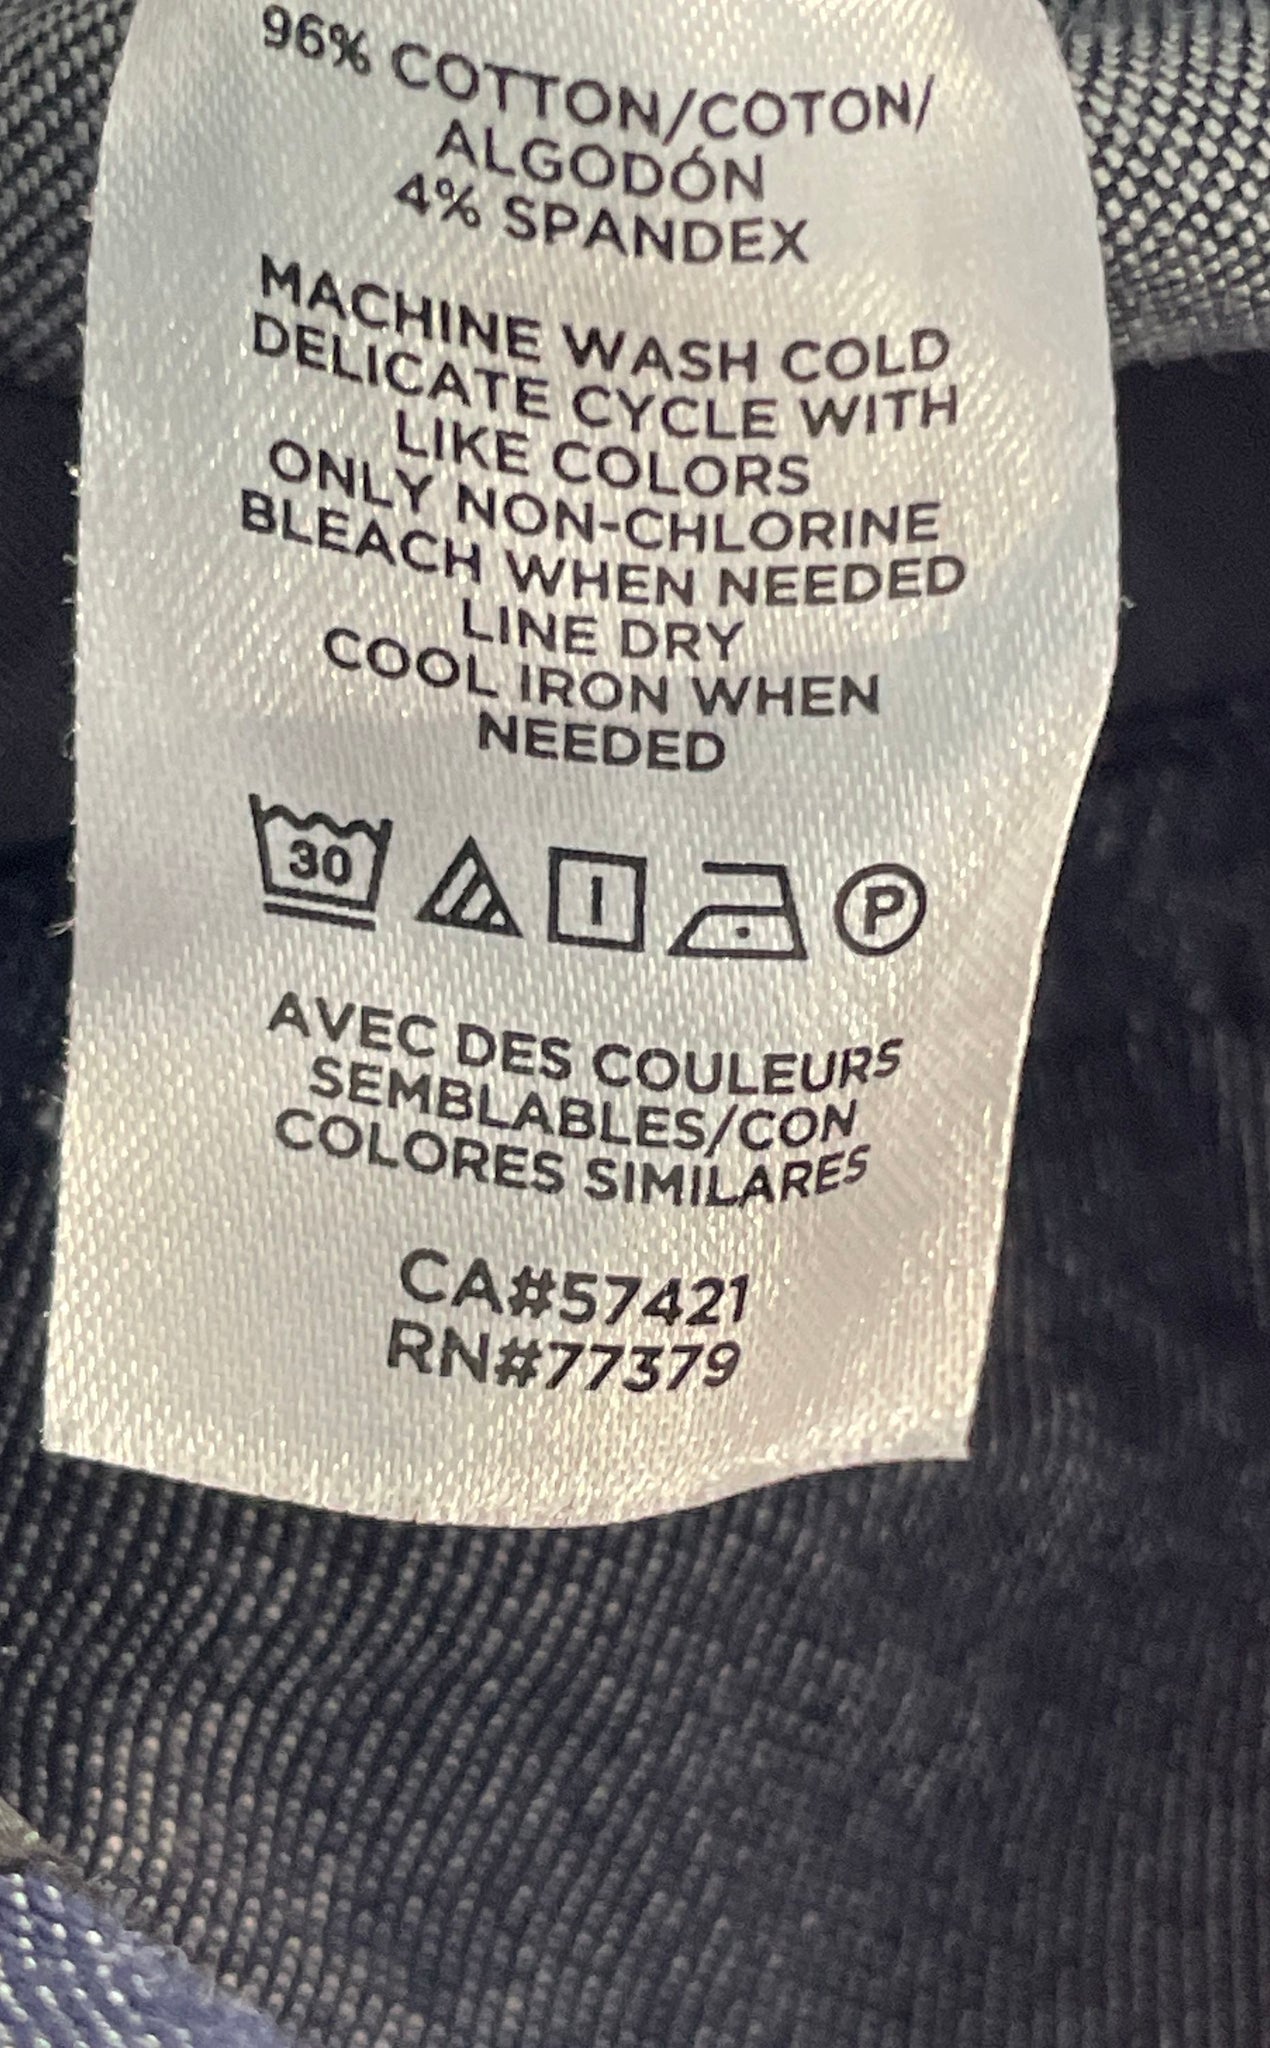 96% COTTON/COTON/
ALGODÓN
4% SPANDEX
MACHINE WASH COLD
DELICATE CYCLE WITH
LIKE COLORS
ONLY NON-CHLORINE
BLEACH WHEN NEEDED
LINE DRY
COOL IRON WHEN
NEEDED
30 P
AVEC DES COULEURS
SEMBLABLES/CON
COLORES SIMILARES
CA#57421
RN#77379